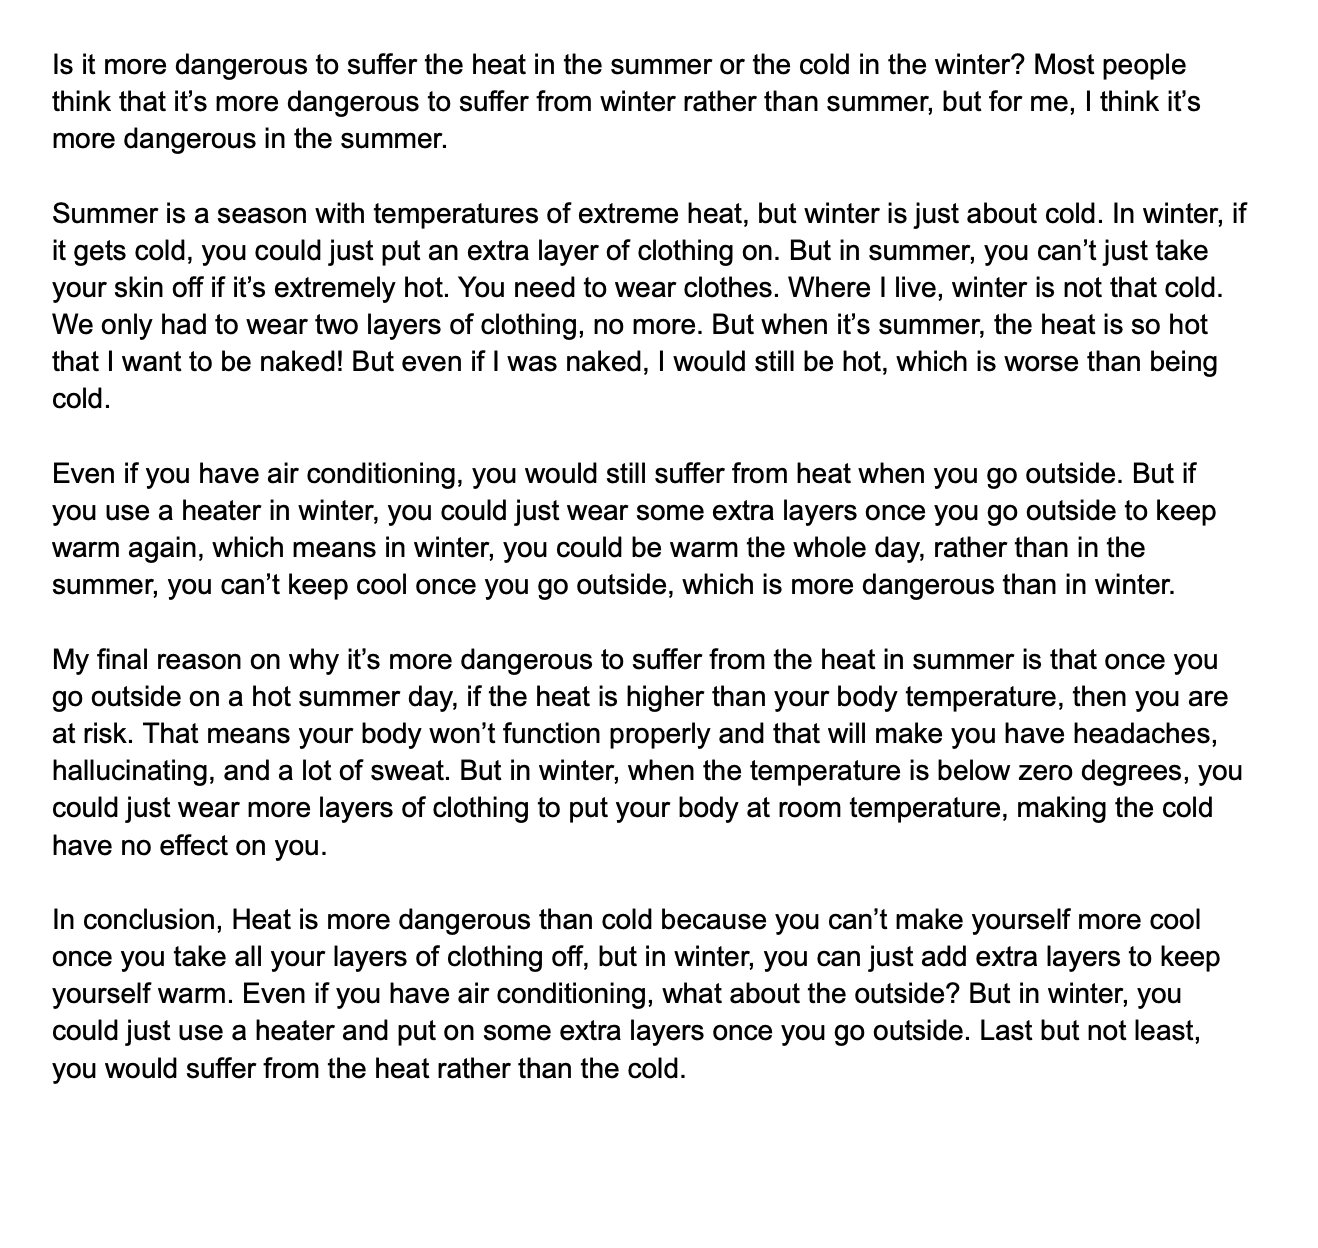 Is it more dangerous to suffer the heat in the summer or the cold in the winter? Most people
think that it’s more dangerous to suffer from winter rather than summer, but for me, I think it’s
more dangerous in the summer.
Summer is a season with temperatures of extreme heat, but winter is just about cold. In winter, if
it gets cold, you could just put an extra layer of clothing on. But in summer, you can’t just take
your skin off if it’s extremely hot. You need to wear clothes. Where I live, winter is not that cold.
We only had to wear two layers of clothing, no more. But when it’s summer, the heat is so hot
that I want to be naked! But even if I was naked, I would still be hot, which is worse than being
cold.
Even if you have air conditioning, you would still suffer from heat when you go outside. But if
you use a heater in winter, you could just wear some extra layers once you go outside to keep
warm again, which means in winter, you could be warm the whole day, rather than in the
summer, you can’t keep cool once you go outside, which is more dangerous than in winter.
My final reason on why it’s more dangerous to suffer from the heat in summer is that once you
go outside on a hot summer day, if the heat is higher than your body temperature, then you are
at risk. That means your body won’t function properly and that will make you have headaches,
hallucinating, and a lot of sweat. But in winter, when the temperature is below zero degrees, you
could just wear more layers of clothing to put your body at room temperature, making the cold
have no effect on you.
In conclusion, Heat is more dangerous than cold because you can’t make yourself more cool
once you take all your layers of clothing off, but in winter, you can just add extra layers to keep
yourself warm. Even if you have air conditioning, what about the outside? But in winter, you
could just use a heater and put on some extra layers once you go outside. Last but not least,
you would suffer from the heat rather than the cold.